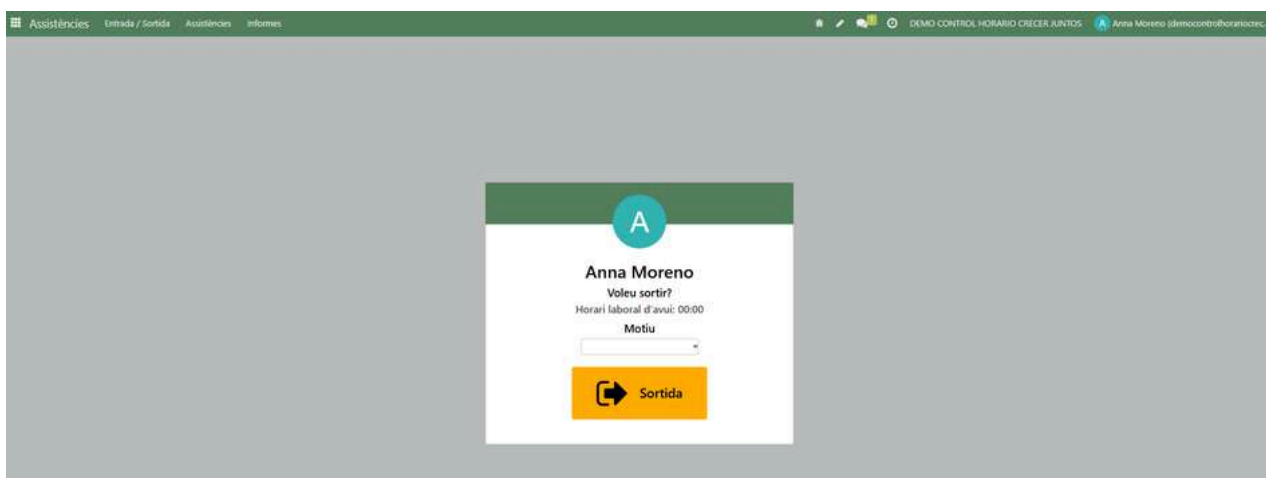 Assistències Entrada / Sortida Assistències Informes DEMO CONTROL HORARIO CRECER JUNTOS A Anna Moreno (democontrolhorariocrec.
A
Anna Moreno
Voleu sortir?
Horari laboral d'avui: 00:00
Motiu
Sortida